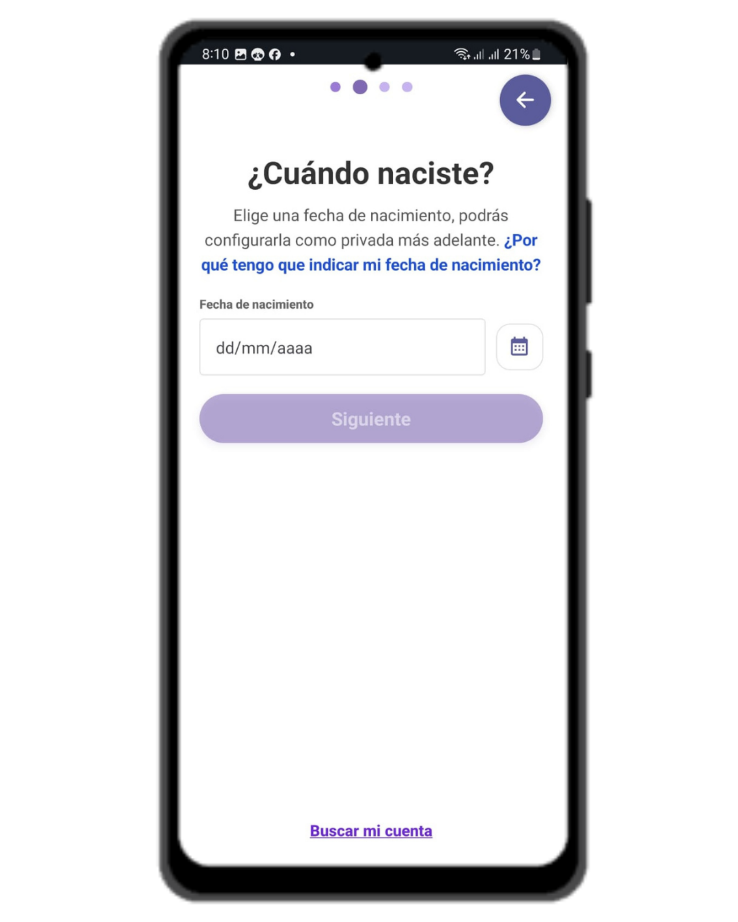 8:10
21%
¿Cuándo naciste?
Elige una fecha de nacimiento, podrás
configurarla como privada más adelante. ¿Por
qué tengo que indicar mi fecha de nacimiento?
Fecha de nacimiento
dd/mm/aaaa
Siguiente
Buscar mi cuenta